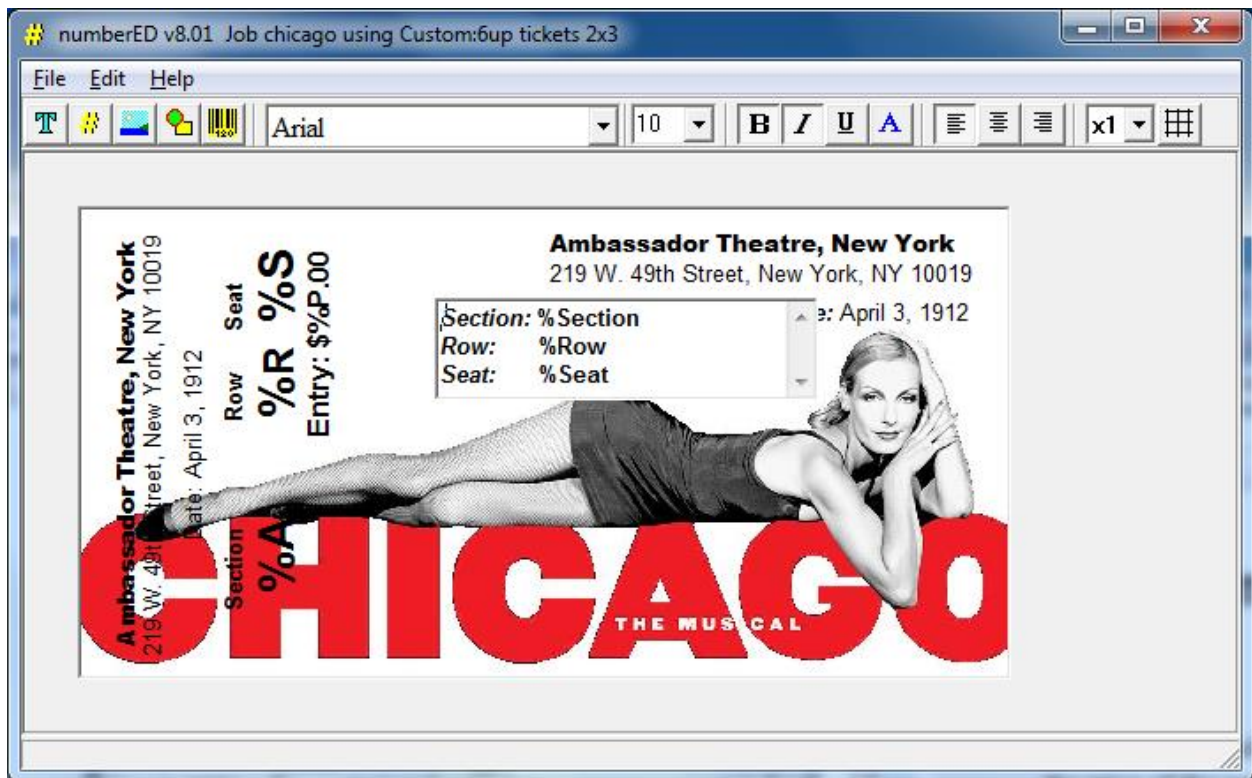 numberED v8.01 Job chicago using Custom:6up tickets 2x3
File Edit Help
Arial 10 B I U A x1
Ambassador Theatre, New York
219 W. 49th Street, New York, NY 10019
e: April 3, 1912
Section: %Section
Row: %Row
Seat: %Seat
Ambassador Theatre, New York
219 W. 49th Street, New York, NY 10019
Date: April 3, 1912
Section Row Seat
%A %R %S
Entry: $%P.00
CHICAGO
THE MUSICAL